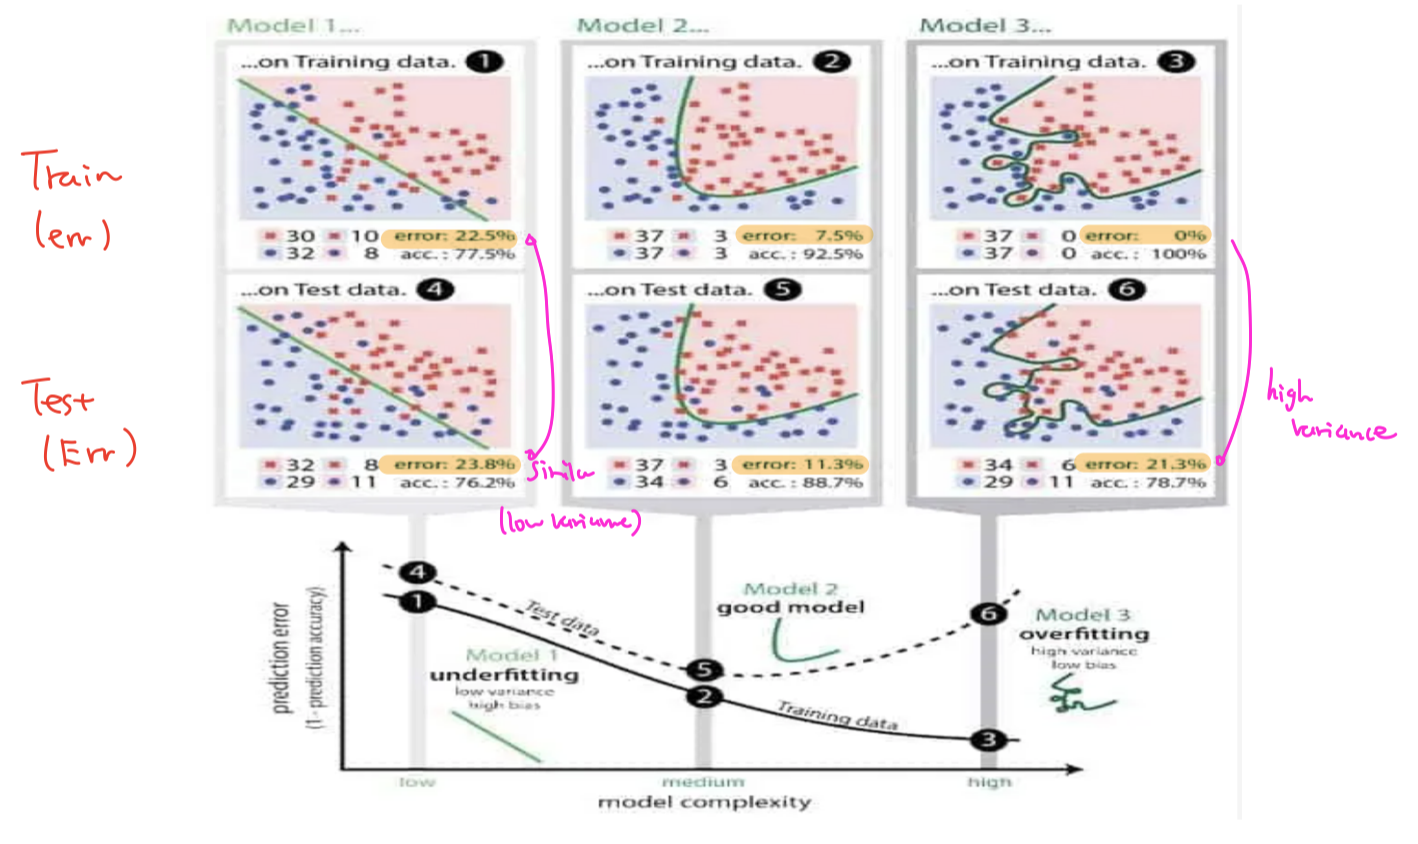 Model 1...
Model 2...
Model 3...
...on Training data. 1
...on Training data. 2
...on Training data. 3
Train
(err)
30 10 error: 22.5%
32 8 acc.: 77.5%
37 3 error: 7.5%
37 3 acc.: 92.5%
37 0 error: 0%
37 0 acc.: 100%
...on Test data. 4
...on Test data. 5
...on Test data. 6
Test
(Err)
32 8 error: 23.8%
29 11 acc.: 76.2%
37 3 error: 11.3%
34 6 acc.: 88.7%
34 6 error: 21.3%
29 11 acc.: 78.7%
high
variance
(low variance)
prediction error
(1- prediction accuracy)
4
1
Test data
Model 1
underfitting
low variance
high bias
5
2
Model 2
good model
Training data
6
3
Model 3
overfitting
high variance
low bias
low
medium
high
model complexity